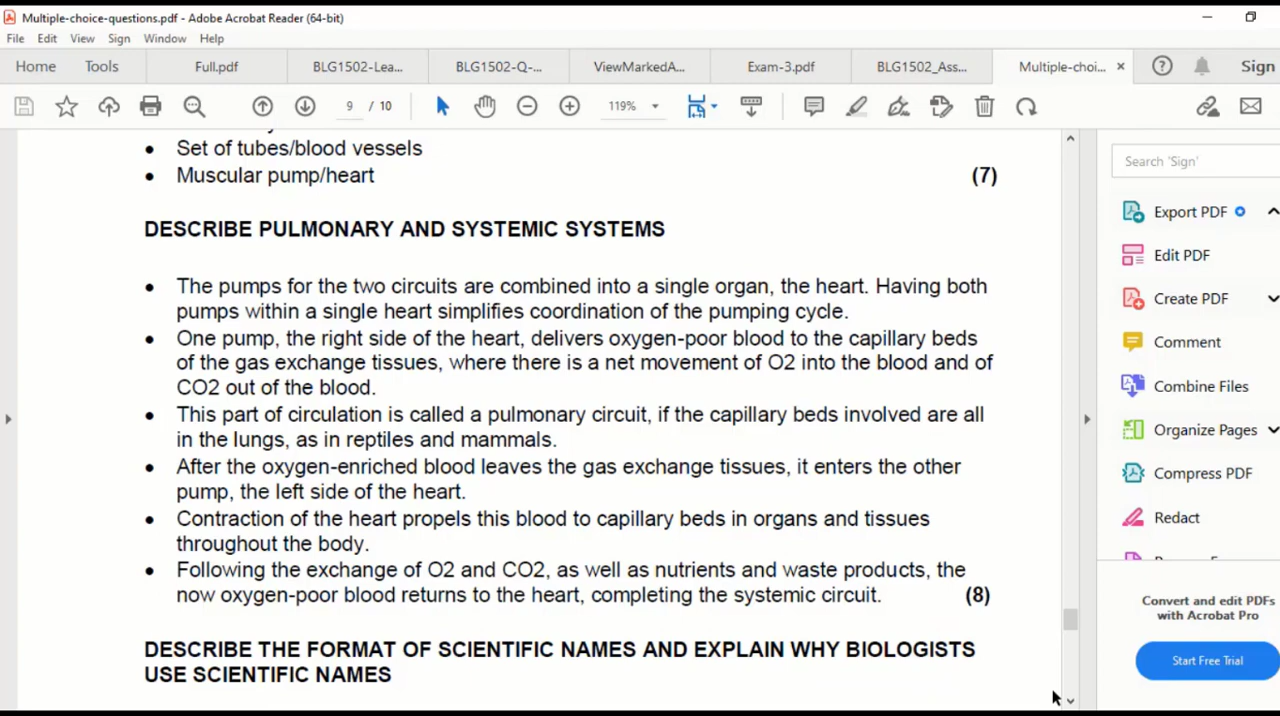 Multiple-choice-questions.pdf - Adobe Acrobat Reader (64-bit)
File Edit View Sign Window Help
Home Tools Full.pdf BLG1502-Lea... BLG1502-Q-... ViewMarkedA... Exam-3.pdf BLG1502_Ass... Multiple-choi... × Sign
9 / 10 119%
• Set of tubes/blood vessels
• Muscular pump/heart (7)
DESCRIBE PULMONARY AND SYSTEMIC SYSTEMS
• The pumps for the two circuits are combined into a single organ, the heart. Having both
pumps within a single heart simplifies coordination of the pumping cycle.
• One pump, the right side of the heart, delivers oxygen-poor blood to the capillary beds
of the gas exchange tissues, where there is a net movement of O2 into the blood and of
CO2 out of the blood.
• This part of circulation is called a pulmonary circuit, if the capillary beds involved are all
in the lungs, as in reptiles and mammals.
• After the oxygen-enriched blood leaves the gas exchange tissues, it enters the other
pump, the left side of the heart.
• Contraction of the heart propels this blood to capillary beds in organs and tissues
throughout the body.
• Following the exchange of O2 and CO2, as well as nutrients and waste products, the
now oxygen-poor blood returns to the heart, completing the systemic circuit. (8)
DESCRIBE THE FORMAT OF SCIENTIFIC NAMES AND EXPLAIN WHY BIOLOGISTS
USE SCIENTIFIC NAMES
Search 'Sign'
Export PDF
Edit PDF
Create PDF
Comment
Combine Files
Organize Pages
Compress PDF
Redact
Convert and edit PDFs
with Acrobat Pro
Start Free Trial